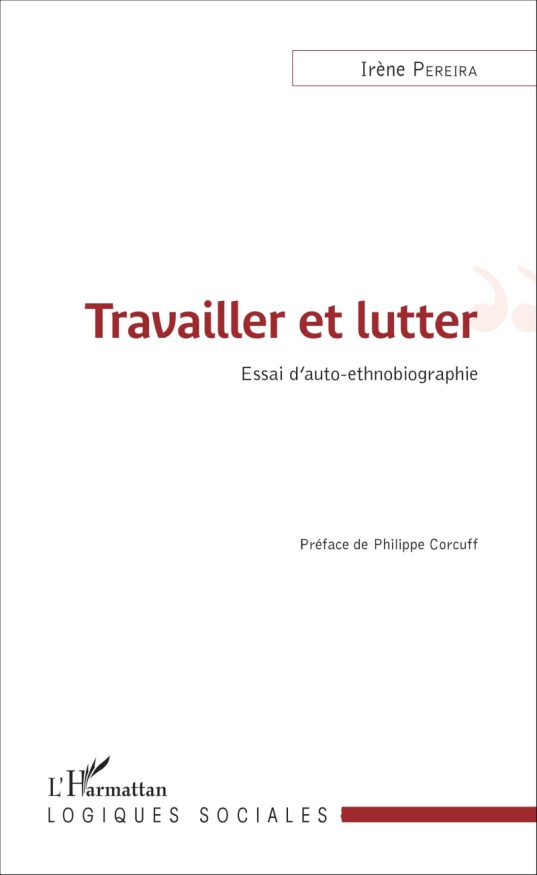 Irène PEREIRA
Travailler et lutter
Essai d'auto-ethnobiographie
Préface de Philippe Corcuff
L'Harmattan
LOGIQUES SOCIALES